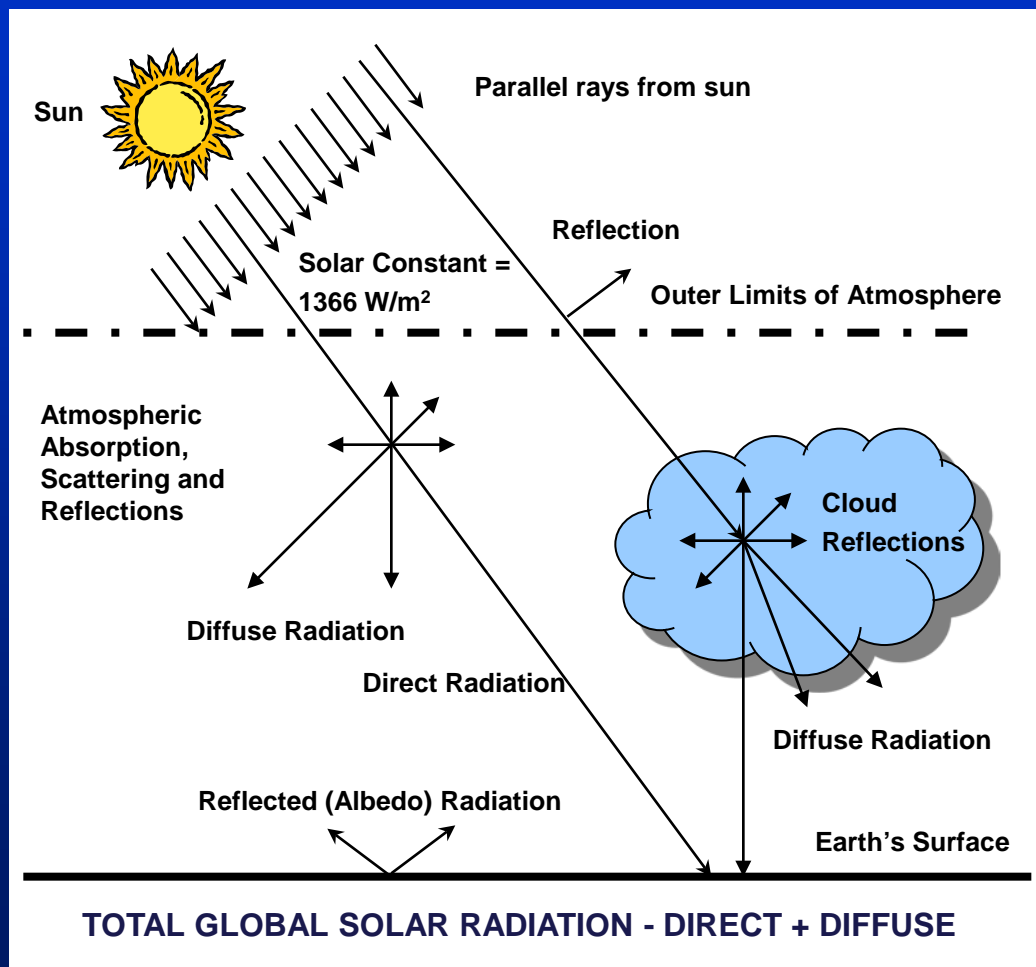 Sun
Parallel rays from sun
Reflection
Solar Constant =
1366 W/m²
Outer Limits of Atmosphere
Atmospheric
Absorption,
Scattering and
Reflections
Cloud
Reflections
Diffuse Radiation
Direct Radiation
Diffuse Radiation
Reflected (Albedo) Radiation
Earth's Surface
TOTAL GLOBAL SOLAR RADIATION - DIRECT + DIFFUSE